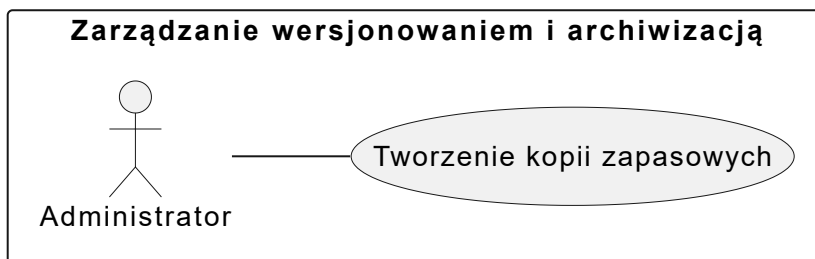 Zarządzanie wersjonowaniem i archiwizacją
Tworzenie kopii zapasowych
Administrator